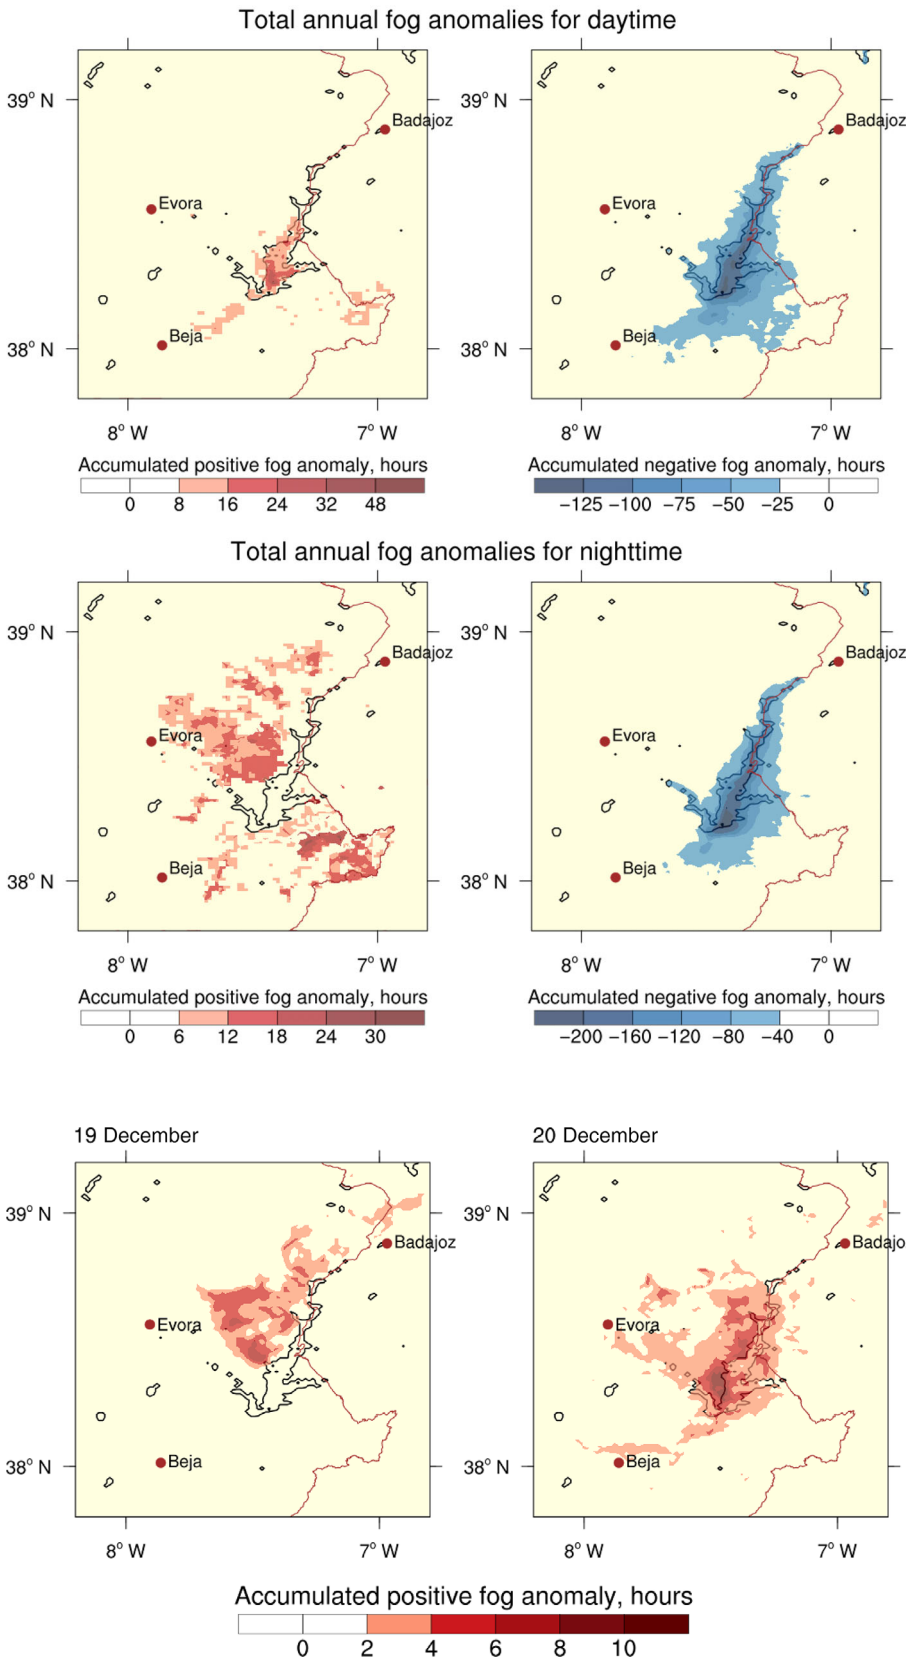 Total annual fog anomalies for daytime
39° N
Badajoz
Evora
Beja
38° N
8° W
7° W
Badajoz
Evora
Beja
8° W
7° W
Accumulated positive fog anomaly, hours
0 8 16 24 32 48
Accumulated negative fog anomaly, hours
−125 −100 −75 −50 −25 0
Total annual fog anomalies for nighttime
39° N
Badajoz
Evora
Beja
38° N
8° W
7° W
39° N
Badajoz
Evora
Beja
38° N
8° W
7° W
Accumulated positive fog anomaly, hours
0 6 12 18 24 30
Accumulated negative fog anomaly, hours
−200 −160 −120 −80 −40 0
19 December
39° N
Badajoz
Evora
Beja
38° N
8° W
7° W
20 December
39° N
Badajo
Evora
Beja
38° N
8° W
7° W
Accumulated positive fog anomaly, hours
0 2 4 6 8 10